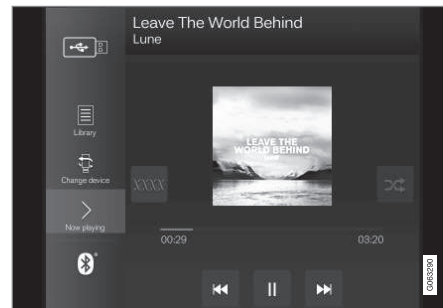 Leave The World Behind
Lune
Library
LEAVE THE
WORLD BEHIND
LUNE
Change device
XXXX
Now playing
00:29
03:20
G063290